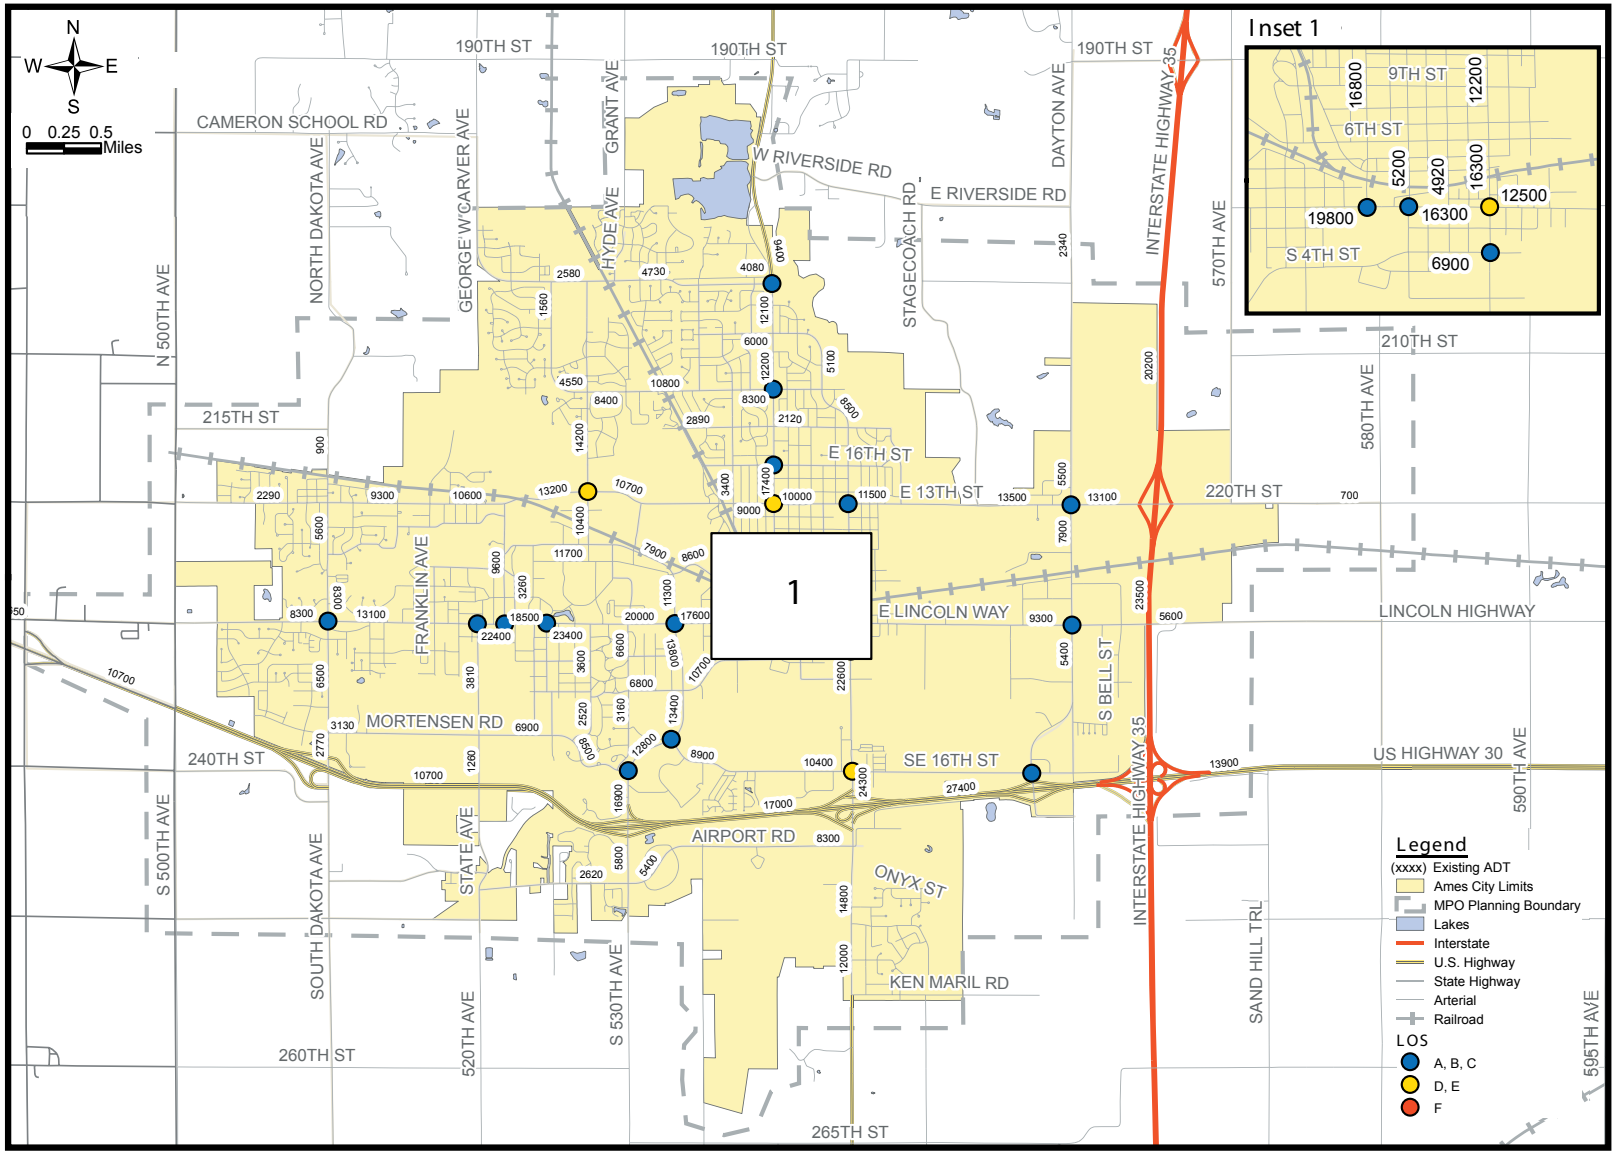 N
W E
S
0 0.25 0.5
Miles
190TH ST
190TH ST
190TH ST
CAMERON SCHOOL RD
NORTH DAKOTA AVE
GEORGE W CARVER AVE
GRANT AVE
HYDE AVE
W RIVERSIDE RD
E RIVERSIDE RD
STAGECOACH RD
DAYTON AVE
INTERSTATE HIGHWAY 35
570TH AVE
N 500TH AVE
210TH ST
580TH AVE
215TH ST
2340
9400
2580
4730
4080
1560
12100
6000
12200
5100
20200
4550
10800
8400
8300
8500
2890
2120
14200
900
E 16TH ST
17400
3400
5500
2290
9300
10600
13200
10700
9000
10000
11500
E 13TH ST
13500
13100
220TH ST
700
5600
10400
7900
11700
7900
8600
9600
3260
11300
1
FRANKLIN AVE
8300
8300
13100
22400
18500
23400
20000
17600
E LINCOLN WAY
9300
23500
5600
LINCOLN HIGHWAY
6500
3810
3600
6600
13800
10700
6800
22600
5400
S BELL ST
10700
3130
MORTENSEN RD
6900
2520
3160
13400
2770
240TH ST
10700
1260
8500
12800
8900
10400
SE 16TH ST
24300
27400
13900
US HIGHWAY 30
590TH AVE
16900
17000
AIRPORT RD
8300
S 500TH AVE
SOUTH DAKOTA AVE
STATE AVE
5800
5400
2620
ONYX ST
14800
12000
INTERSTATE HIGHWAY 35
SAND HILL TRL
KEN MARIL RD
520TH AVE
S 530TH AVE
260TH ST
265TH ST
595TH AVE
Inset 1
9TH ST
16800
12200
6TH ST
5200
4920
16300
12500
19800
16300
S 4TH ST
6900
Legend
(xxxx) Existing ADT
Ames City Limits
MPO Planning Boundary
Lakes
Interstate
U.S. Highway
State Highway
Arterial
Railroad
LOS
A, B, C
D, E
F